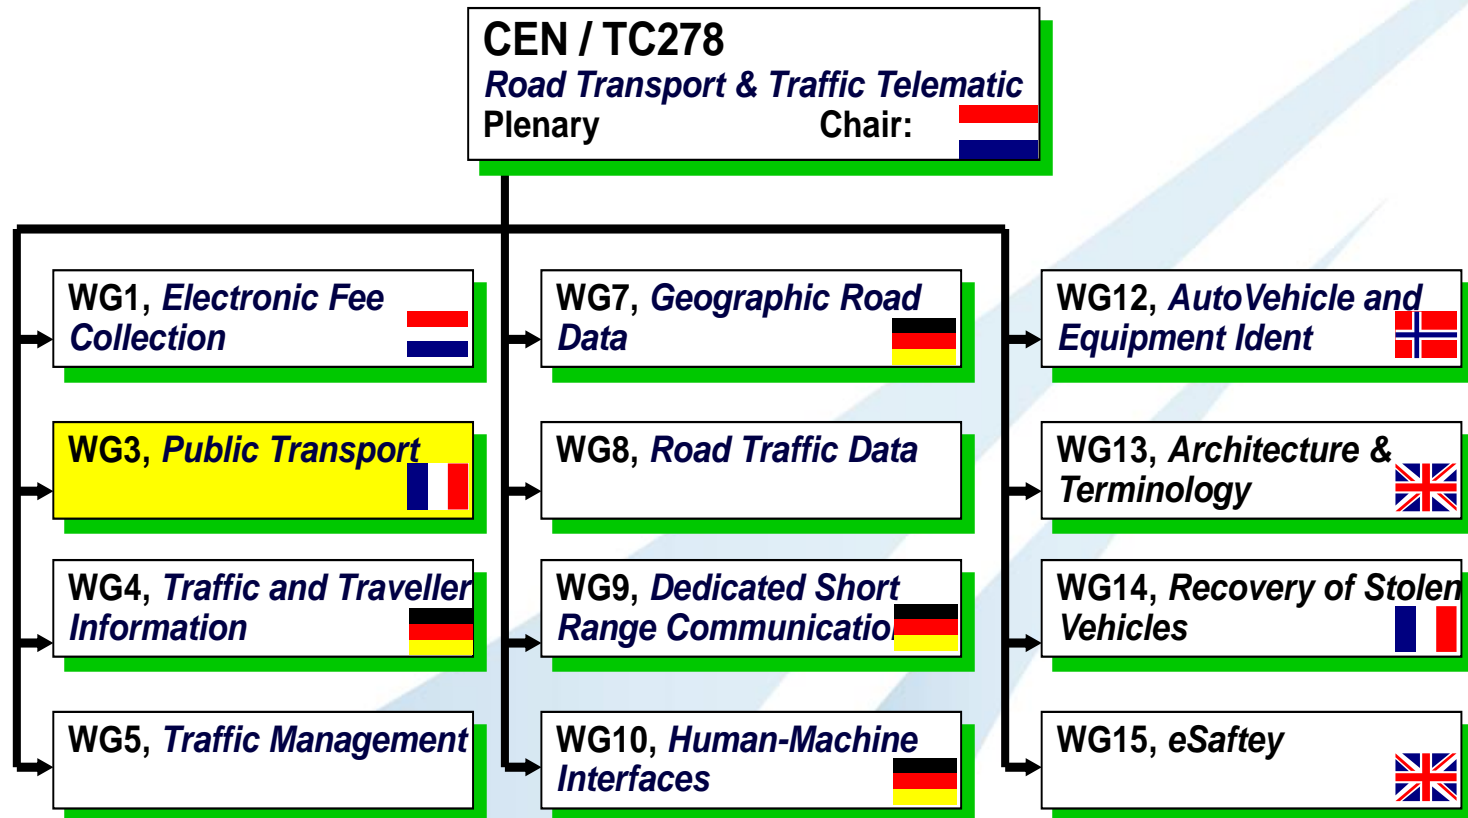 CEN / TC278
Road Transport & Traffic Telematic
Plenary Chair:
WG1, Electronic Fee
Collection
WG3, Public Transport
WG4, Traffic and Traveller
Information
WG5, Traffic Management
WG7, Geographic Road
Data
WG8, Road Traffic Data
WG9, Dedicated Short
Range Communication
WG10, Human-Machine
Interfaces
WG12, AutoVehicle and
Equipment Ident
WG13, Architecture &
Terminology
WG14, Recovery of Stolen
Vehicles
WG15, eSaftey